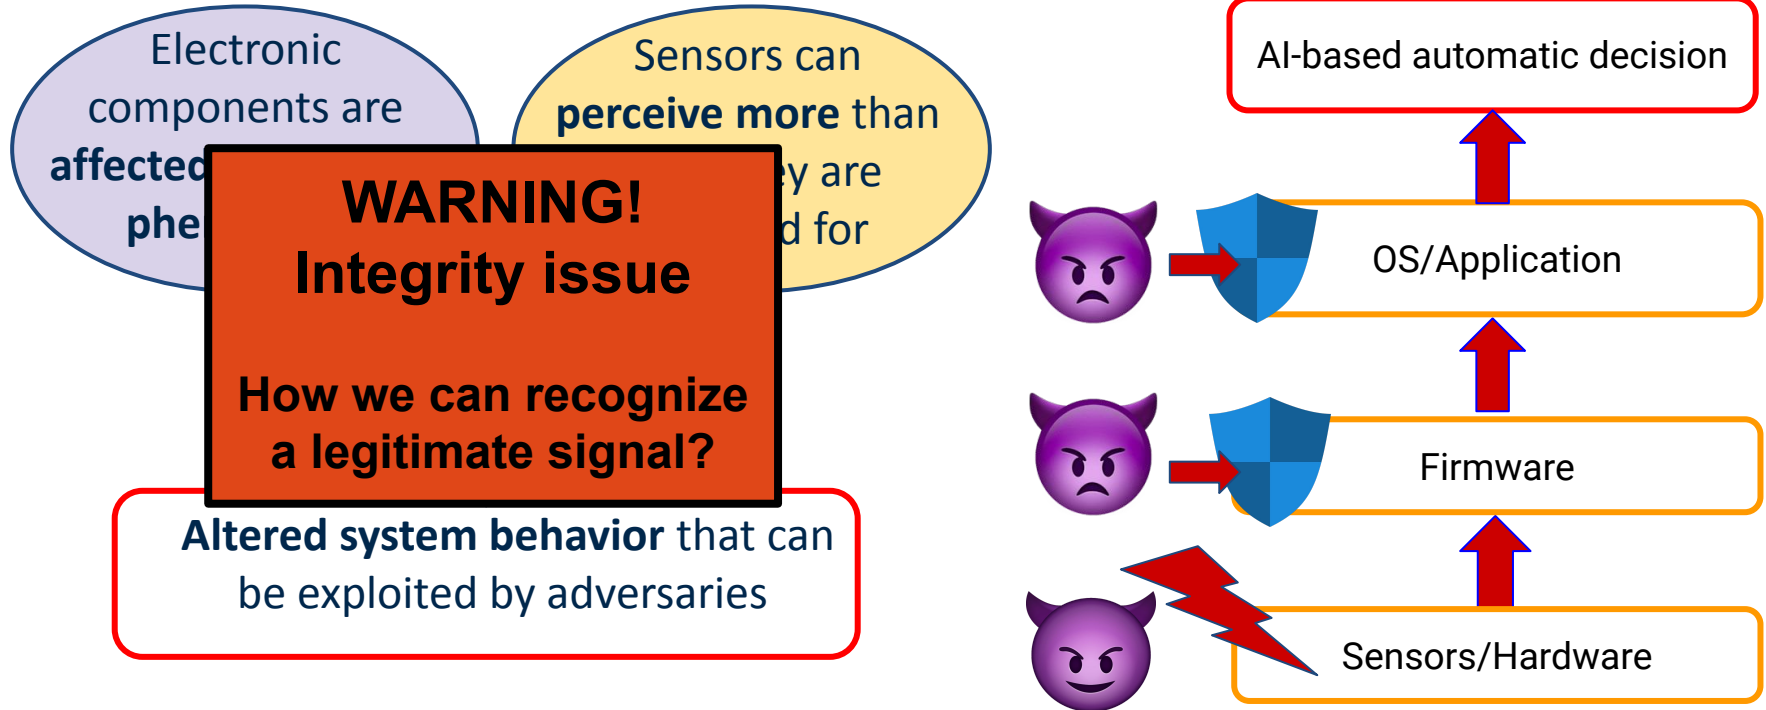 Electronic
components are
affected
phe
Sensors can
perceive more than
ey are
d for
WARNING!
Integrity issue
How we can recognize
a legitimate signal?
Altered system behavior that can
be exploited by adversaries
AI-based automatic decision
OS/Application
Firmware
Sensors/Hardware